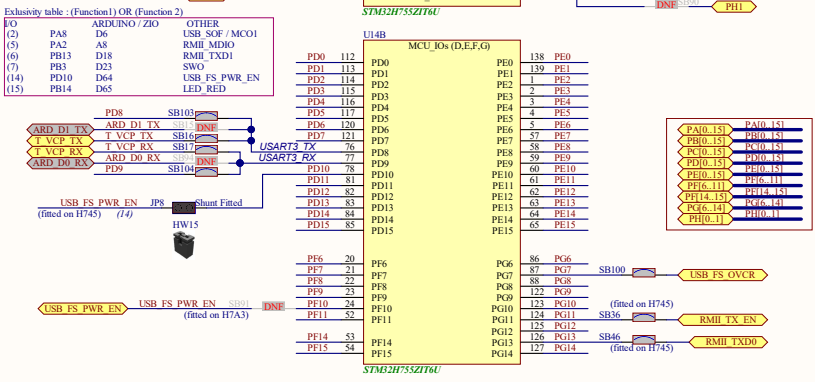 STM32H755ZIT6U
DNF SB90 PH1
Exlusivity table : (Function1) OR (Function 2)
I/O ARDUINO / ZIO OTHER
(2) PA8 D6 USB_SOF / MCO1
(5) PA2 A8 RMII_MDIO
(6) PB13 D18 RMII_TXD1
(7) PB3 D23 SWO
(14) PD10 D64 USB_FS_PWR_EN
(15) PB14 D65 LED_RED
U14B
MCU_IOs (D,E,F,G)
PD0 112 PD0 PE0 138 PE0
PD1 113 PD1 PE1 139 PE1
PD2 114 PD2 PE2 1 PE2
PD3 115 PD3 PE3 2 PE3
PD4 116 PD4 PE4 3 PE4
PD5 117 PD5 PE5 4 PE5
PD6 120 PD6 PE6 5 PE6
PD7 121 PD7 PE7 57 PE7
USART3_TX 76 PD8 PE8 58 PE8
USART3_RX 77 PD9 PE9 59 PE9
PD10 78 PD10 PE10 60 PE10
PD11 81 PD11 PE11 61 PE11
PD12 82 PD12 PE12 62 PE12
PD13 83 PD13 PE13 63 PE13
PD14 84 PD14 PE14 64 PE14
PD15 85 PD15 PE15 65 PE15
PD8 SB103
ARD_D1_TX ARD_D1_TX DNF
T_VCP_TX T_VCP_TX SB16
T_VCP_RX T_VCP_RX SB17
ARD_D0_RX ARD_D0_RX SB94 DNF
PD9 SB104
USB_FS_PWR_EN JP8 Shunt Fitted
(fitted on H745) (14)
HW15
PF6 20 PF6 PG6 86 PG6
PF7 21 PF7 PG7 87 PG7 SB100 USB_FS_OVCR
PF8 22 PF8 PG8 88 PG8
PF9 23 PF9 PG9 122 PG9
PF10 24 PF10 PG10 123 PG10 (fitted on H745)
PF11 52 PF11 PG11 124 PG11 SB36 RMII_TX_EN
PG12 125 PG12
PF14 53 PF14 PG13 126 PG13 SB46 RMII_TXD0
PF15 54 PF15 PG14 127 PG14 (fitted on H745)
USB_FS_PWR_EN USB_FS_PWR_EN SB91 DNF
(fitted on H7A3)
PA[0..15] PA[0..15]
PB[0..15] PB[0..15]
PC[0..15] PC[0..15]
PD[0..15] PD[0..15]
PE[0..15] PE[0..15]
PF[6..11] PF[6..11]
PF[14..15] PF[14..15]
PG[6..14] PG[6..14]
PH[0..1] PH[0..1]
STM32H755ZIT6U